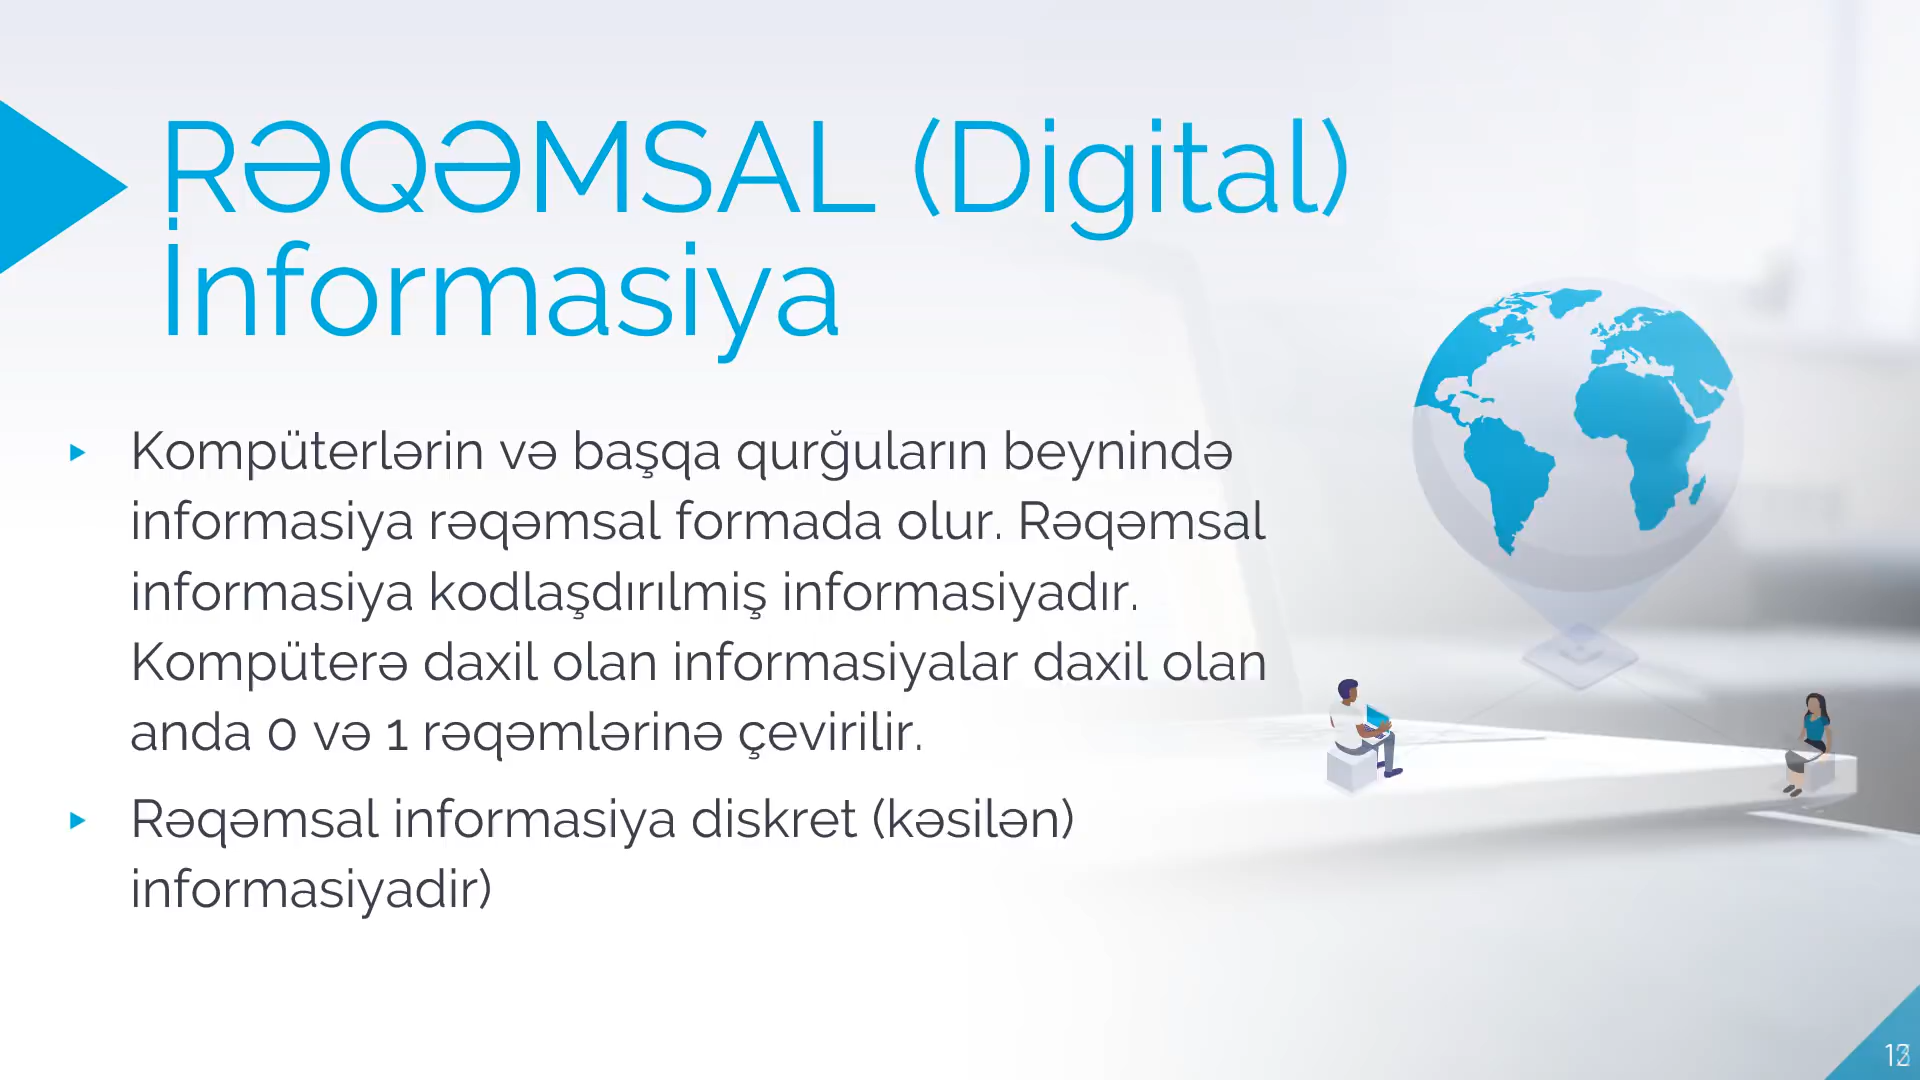 RƏQƏMSAL (Digital)
İnformasiya
Kompüterlərin və başqa qurğuların beynində
informasiya rəqəmsal formada olur. Rəqəmsal
informasiya kodlaşdırılmış informasiyadır.
Kompüterə daxil olan informasiyalar daxil olan
anda 0 və 1 rəqəmlərinə çevirilir.
Rəqəmsal informasiya diskret (kəsilən)
informasiyadir)